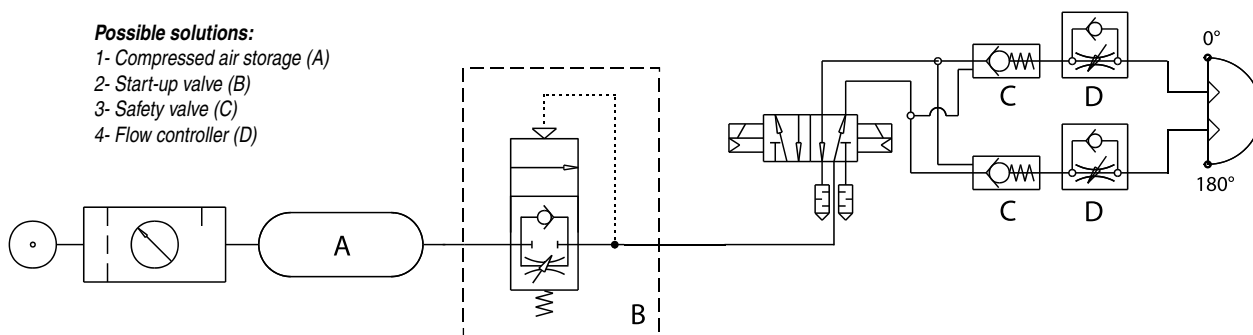 Possible solutions:
1- Compressed air storage (A)
2- Start-up valve (B)
3- Safety valve (C)
4- Flow controller (D)
0°
C
D
C
D
180°
A
B